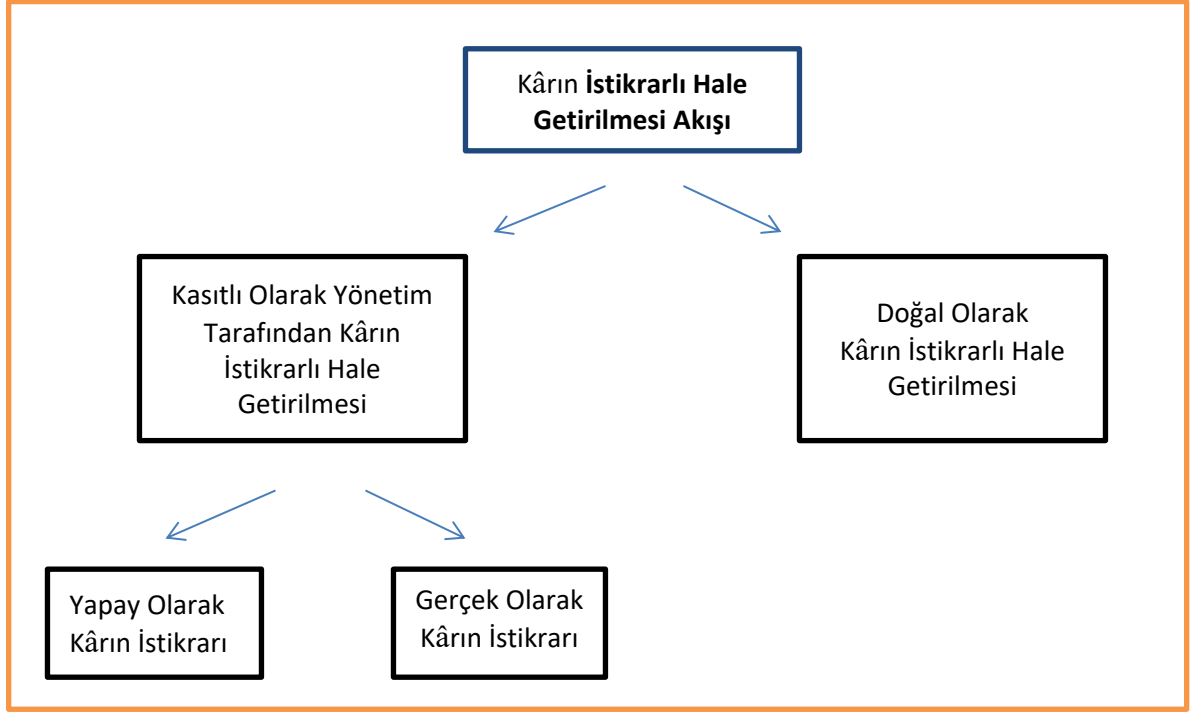 Kârın İstikrarlı Hale
Getirilmesi Akışı
Kasıtlı Olarak Yönetim
Tarafından Kârın
İstikrarlı Hale
Getirilmesi
Doğal Olarak
Kârın İstikrarlı Hale
Getirilmesi
Yapay Olarak
Kârın İstikrarı
Gerçek Olarak
Kârın İstikrarı